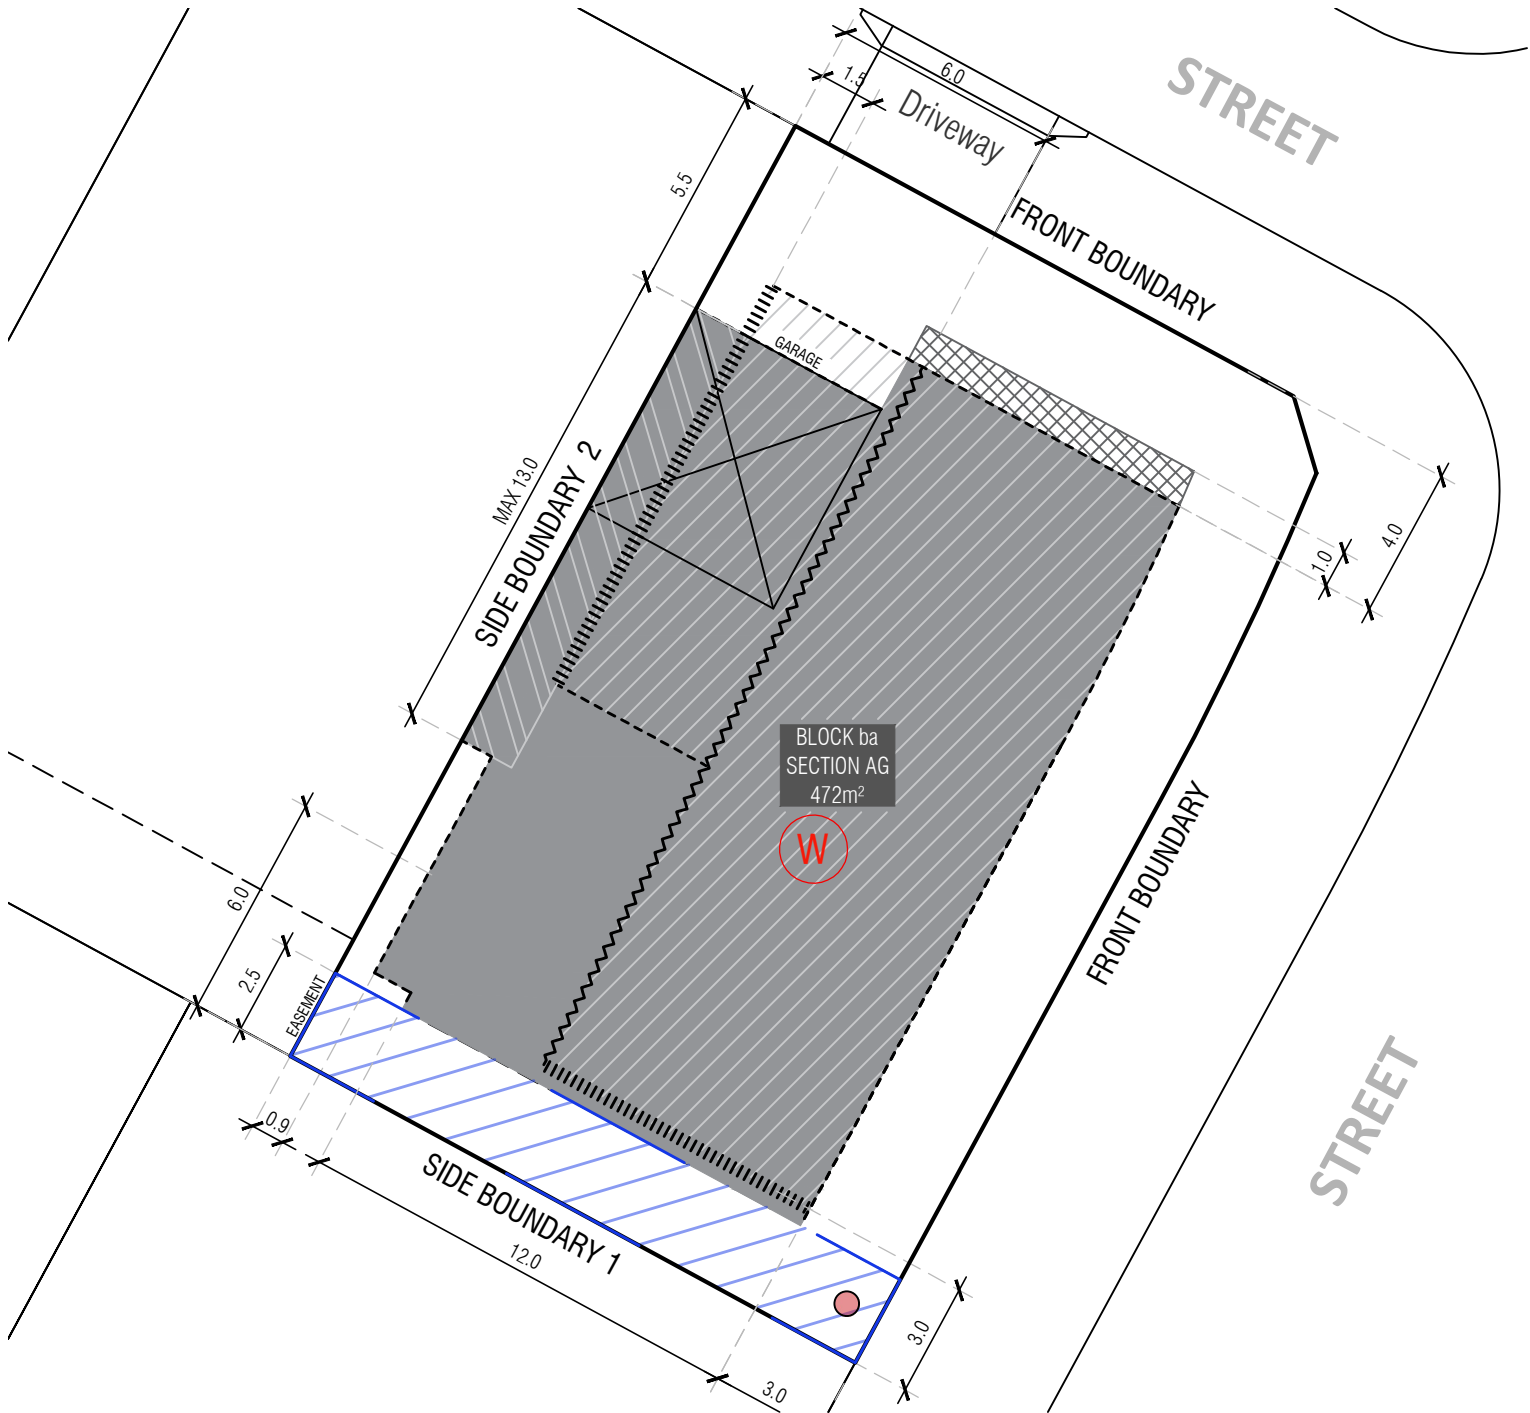 STREET
6.0
1.5
Driveway
5.5
FRONT BOUNDARY
GARAGE
MAX 13.0
SIDE BOUNDARY 2
4.0
1.0
BLOCK ba
SECTION AG
472m²
W
FRONT BOUNDARY
6.0
2.5
EASEMENT
0.9
SIDE BOUNDARY 1
12.0
3.0
3.0
STREET